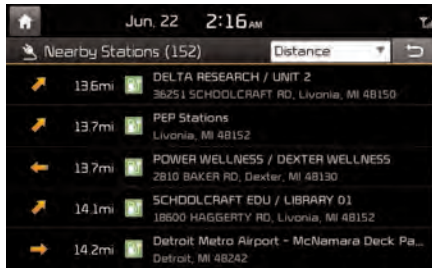 Jun. 22 2:16 AM
Nearby Stations (152) Distance
13.6mi DELTA RESEARCH / UNIT 2
36251 SCHOOLCRAFT RD, Livonia, MI 48150
13.7mi PEP Stations
Livonia, MI 48152
13.7mi POWER WELLNESS / DEXTER WELLNESS
2810 BAKER RD, Dexter, MI 48130
14.1mi SCHOOLCRAFT EDU / LIBRARY 01
18600 HAGGERTY RD, Livonia, MI 48152
14.2mi Detroit Metro Airport - McNamara Deck Pa...
Detroit, MI 48242